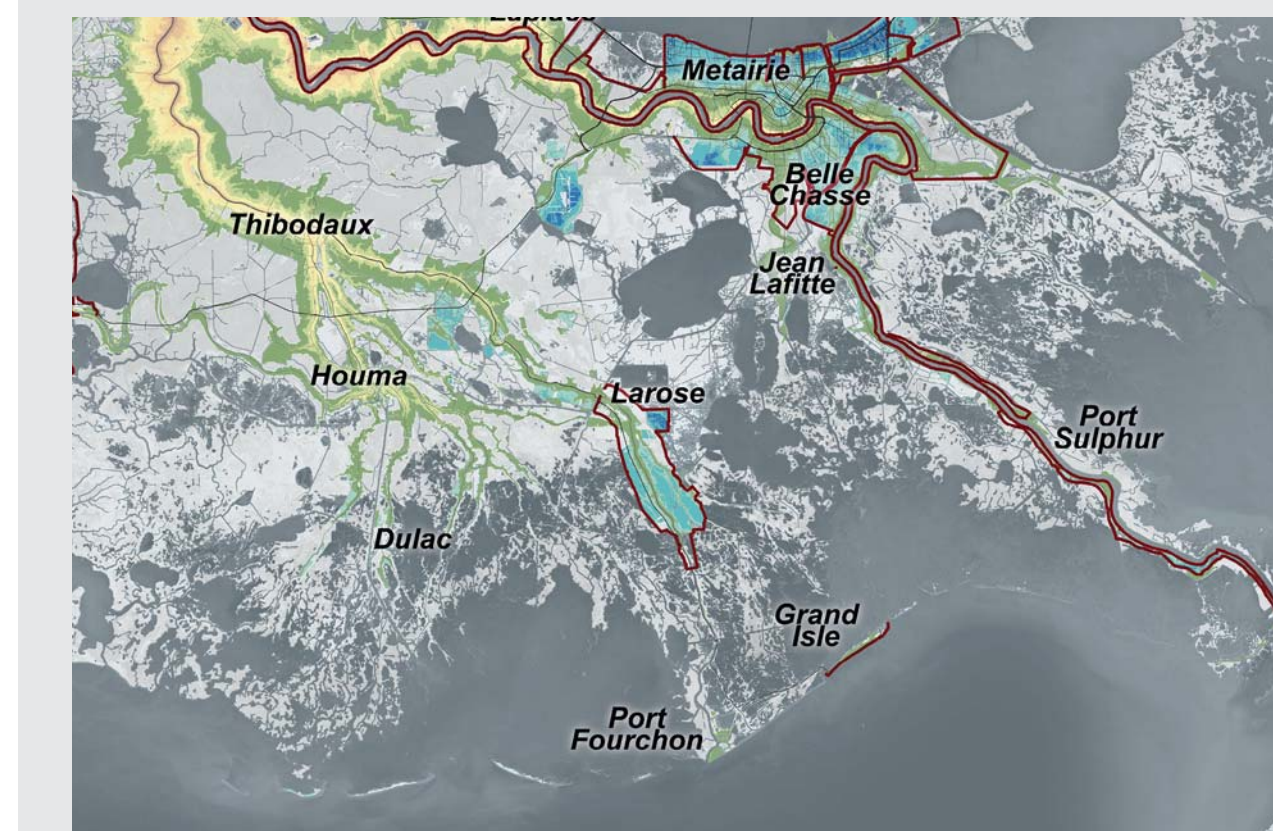 Metairie
Belle
Chasse
Thibodaux
Jean
Lafitte
Houma
Larose
Port
Sulphur
Dulac
Grand
Isle
Port
Fourchon